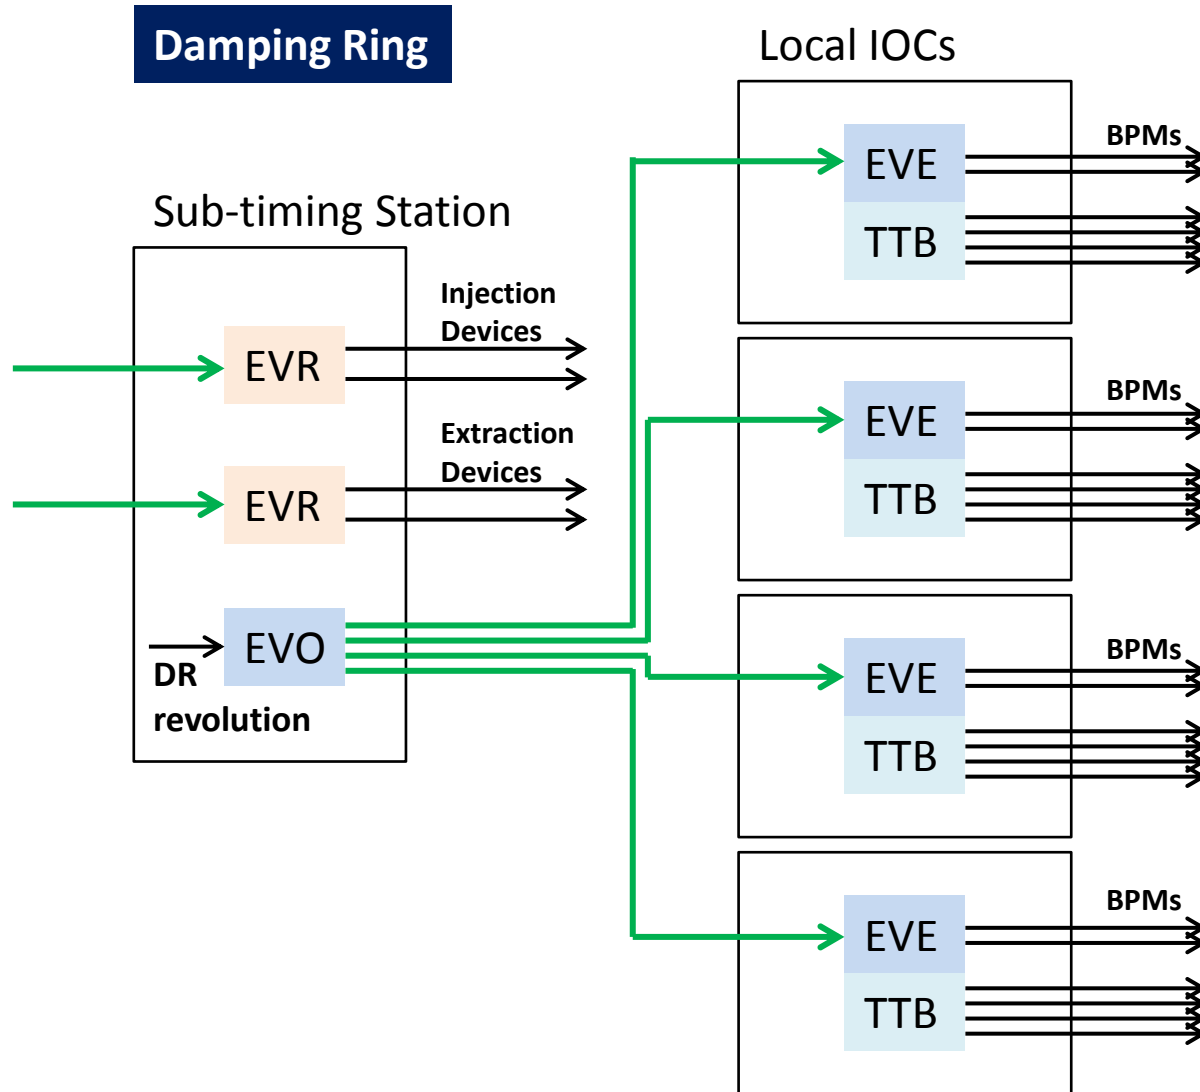 Damping Ring
Local IOCs
Sub-timing Station
EVR
Injection
Devices
EVR
Extraction
Devices
EVO
DR
revolution
EVE
TTB
BPMs
EVE
TTB
BPMs
EVE
TTB
BPMs
EVE
TTB
BPMs